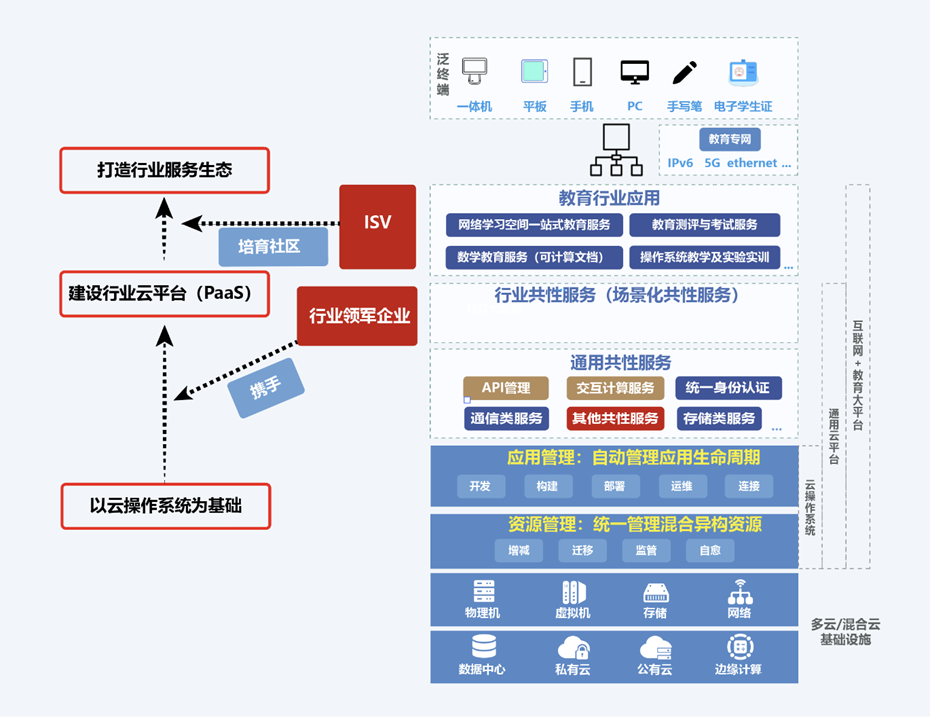 打造行业服务生态
ISV
培育社区
建设行业云平台（PaaS）
行业领军企业
携手
以云操作系统为基础
泛终端
一体机
平板
手机
PC
手写笔
电子学生证
教育专网
IPv6 5G ethernet ...
教育行业应用
网络学习空间一站式教育服务
教育测评与考试服务
数学教育服务（可计算文档）
操作系统教学及实验实训
...
行业共性服务（场景化共性服务）
通用共性服务
API管理
交互计算服务
统一身份认证
通信类服务
其他共性服务
存储类服务
...
应用管理：自动管理应用生命周期
开发
构建
部署
运维
连接
资源管理：统一管理混合异构资源
增减
迁移
监管
自愈
物理机
虚拟机
存储
网络
数据中心
私有云
公有云
边缘计算
云操作系统
通用云平台
互联网+教育大平台
多云/混合云
基础设施